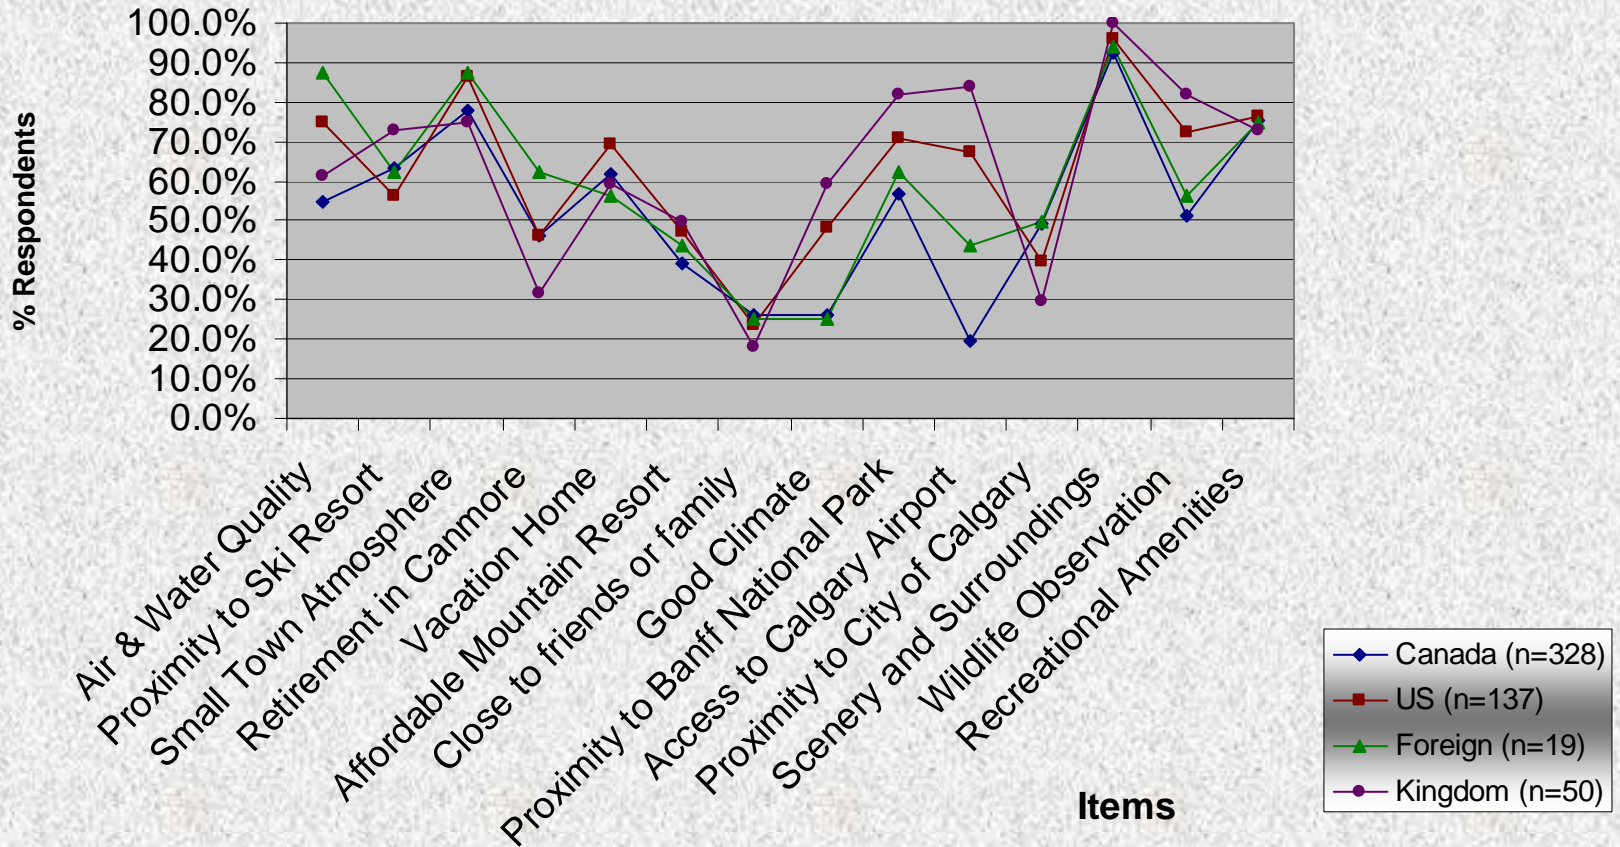 100.0%
90.0%
80.0%
70.0%
60.0%
50.0%
40.0%
30.0%
20.0%
10.0%
0.0%
% Respondents
Air & Water Quality
Proximity to Ski Resort
Small Town Atmosphere
Retirement in Canmore
Vacation Home
Affordable Mountain Resort
Close to friends or family
Good Climate
Proximity to Banff National Park
Access to Calgary Airport
Proximity to City of Calgary
Scenery and Surroundings
Wildlife Observation
Recreational Amenities
Items
Canada (n=328)
US (n=137)
Foreign (n=19)
Kingdom (n=50)